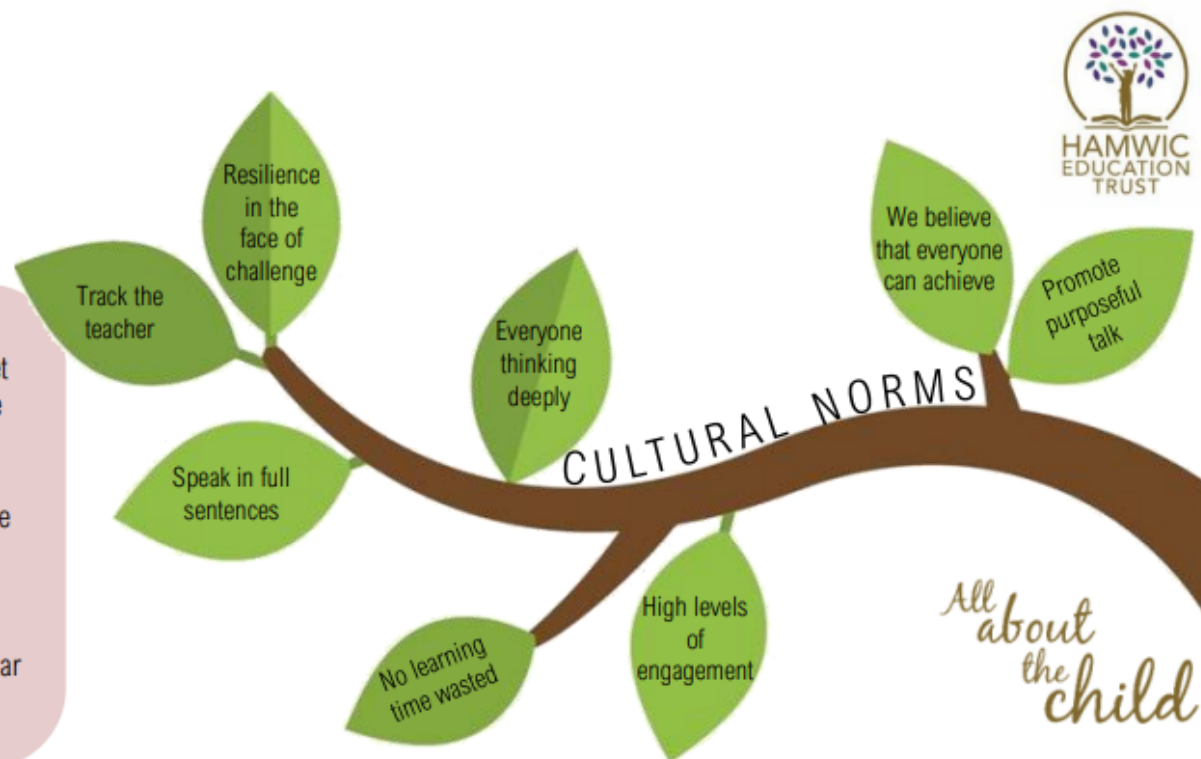 HAMWIC
EDUCATION
TRUST
Resilience
in the
face of
challenge
Track the
teacher
Everyone
thinking
deeply
We believe
that everyone
can achieve
Promote
purposeful
talk
CULTURAL NORMS
Speak in full
sentences
No learning
time wasted
High levels
of
engagement
All
about
the
child